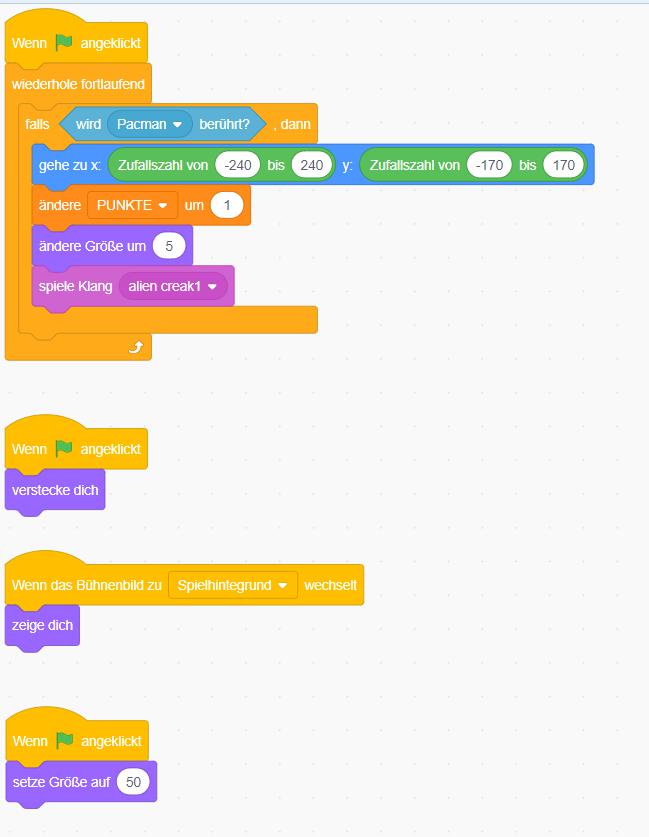 Wenn angeklickt
wiederhole fortlaufend
falls wird Pacman berührt? , dann
gehe zu x: Zufallszahl von -240 bis 240 y: Zufallszahl von -170 bis 170
ändere PUNKTE um 1
ändere Größe um 5
spiele Klang alien creak1
Wenn angeklickt
verstecke dich
Wenn das Bühnenbild zu Spielhintegrund wechselt
zeige dich
Wenn angeklickt
setze Größe auf 50